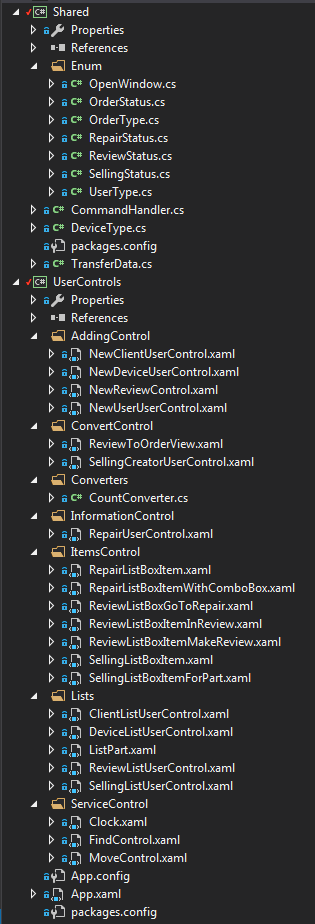 Shared
Properties
References
Enum
OpenWindow.cs
OrderStatus.cs
OrderType.cs
RepairStatus.cs
ReviewStatus.cs
SellingStatus.cs
UserType.cs
CommandHandler.cs
DeviceType.cs
packages.config
TransferData.cs
UserControls
Properties
References
AddingControl
NewClientUserControl.xaml
NewDeviceUserControl.xaml
NewReviewControl.xaml
NewUserUserControl.xaml
ConvertControl
ReviewToOrderView.xaml
SellingCreatorUserControl.xaml
Converters
CountConverter.cs
InformationControl
RepairUserControl.xaml
ItemsControl
RepairListBoxItem.xaml
RepairListBoxItemWithComboBox.xaml
ReviewListBoxGoToRepair.xaml
ReviewListBoxItemInReview.xaml
ReviewListBoxItemMakeReview.xaml
SellingListBoxItem.xaml
SellingListBoxItemForPart.xaml
Lists
ClientListUserControl.xaml
DeviceListUserControl.xaml
ListPart.xaml
ReviewListUserControl.xaml
SellingListUserControl.xaml
ServiceControl
Clock.xaml
FindControl.xaml
MoveControl.xaml
App.config
App.xaml
packages.config